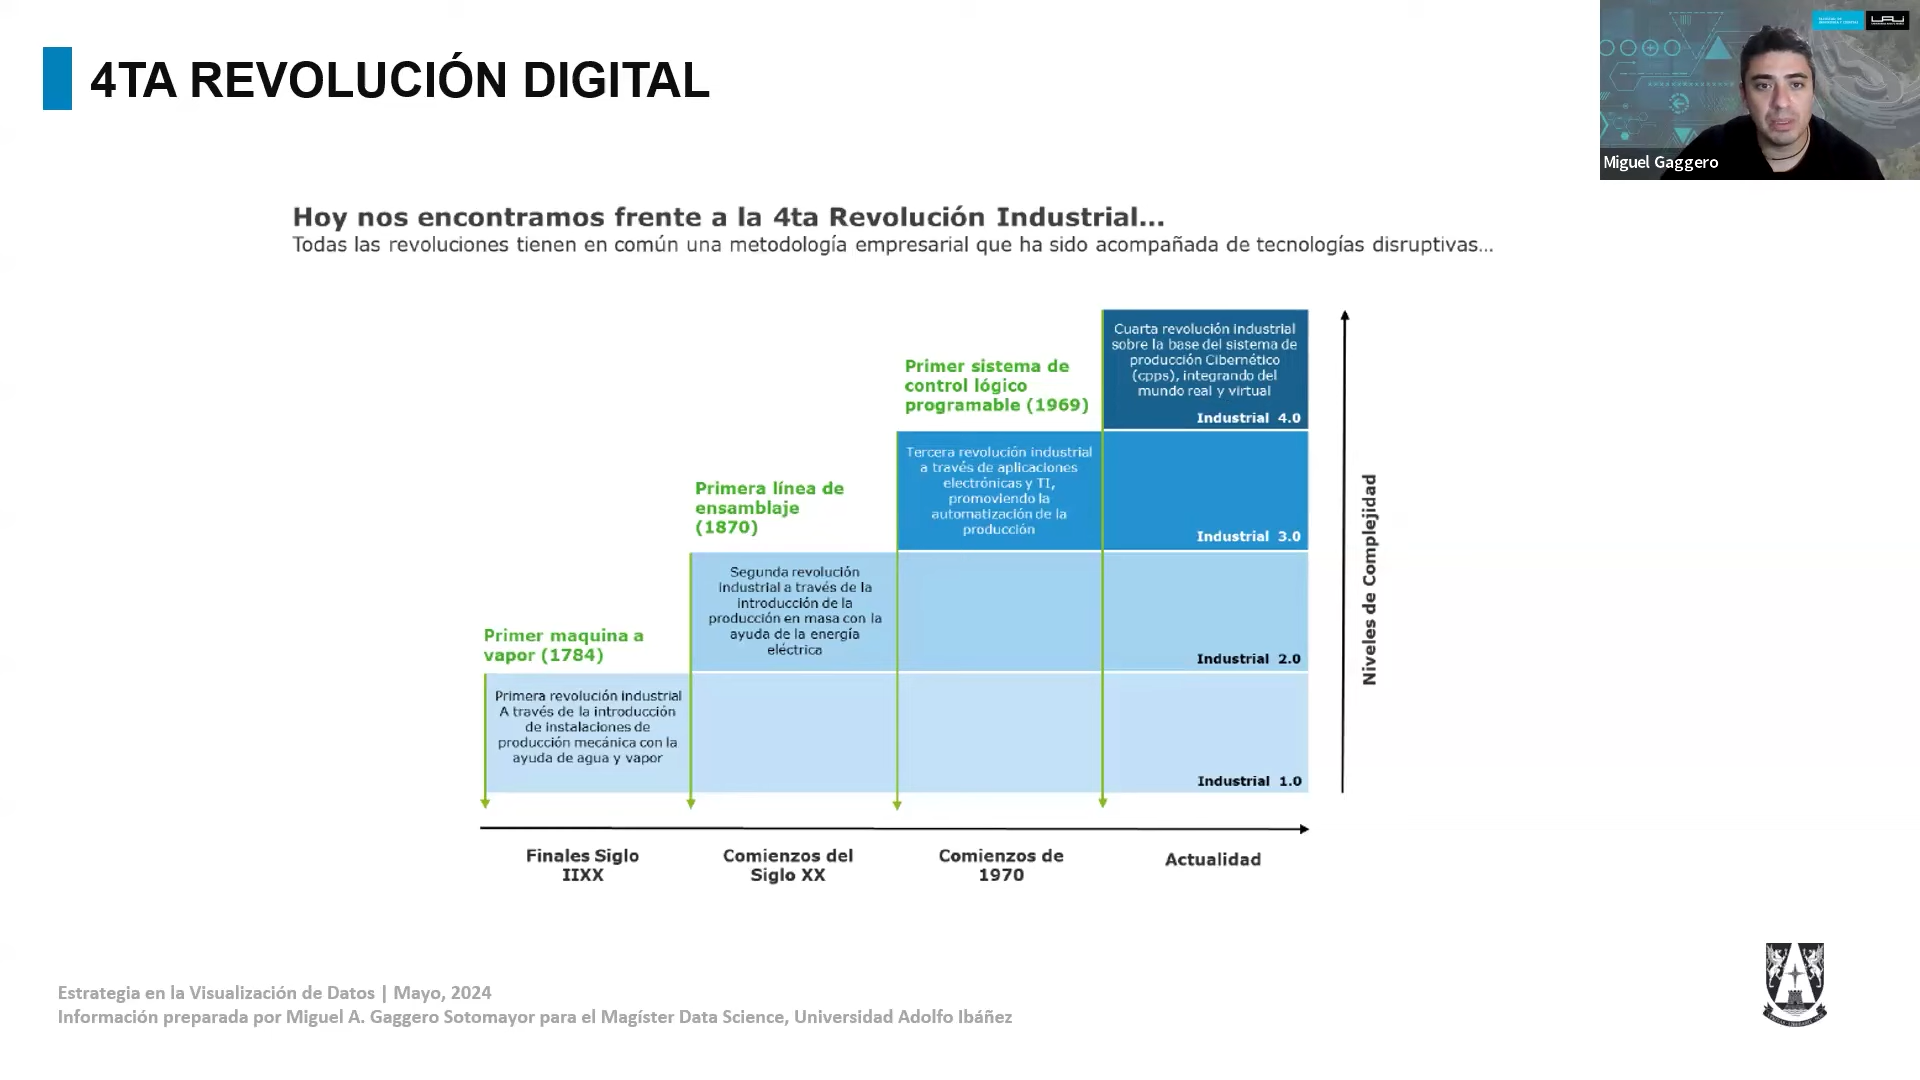 4TA REVOLUCIÓN DIGITAL
Miguel Gaggero
Hoy nos encontramos frente a la 4ta Revolución Industrial...
Todas las revoluciones tienen en común una metodología empresarial que ha sido acompañada de tecnologías disruptivas...
Cuarta revolución industrial
sobre la base del sistema de
producción Cibernético
(cpps), integrando del
mundo real y virtual
Industrial 4.0
Primer sistema de
control lógico
programable (1969)
Tercera revolución industrial
a través de aplicaciones
electrónicas y TI,
promoviendo la
automatización de la
producción
Industrial 3.0
Primera línea de
ensamblaje
(1870)
Segunda revolución
industrial a través de la
introducción de la
producción en masa con la
ayuda de la energía
eléctrica
Industrial 2.0
Primer maquina a
vapor (1784)
Primera revolución industrial
A través de la introducción
de instalaciones de
producción mecánica con la
ayuda de agua y vapor
Industrial 1.0
Niveles de Complejidad
Finales Siglo
IIXX
Comienzos del
Siglo XX
Comienzos de
1970
Actualidad
Estrategia en la Visualización de Datos | Mayo, 2024
Información preparada por Miguel A. Gaggero Sotomayor para el Magíster Data Science, Universidad Adolfo Ibáñez